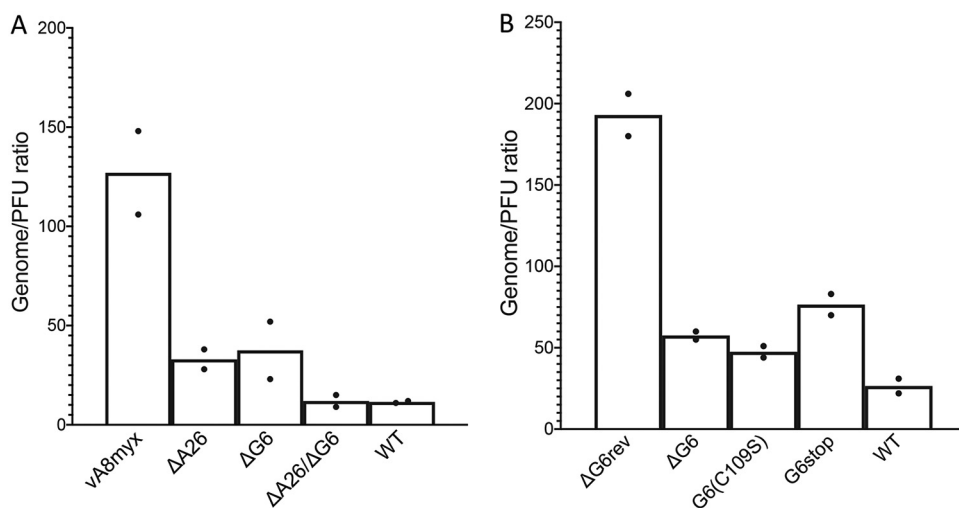 A
Genome/PFU ratio
200
150
100
50
0
vA8myx
ΔA26
ΔG6
ΔA26/ΔG6
WT
B
Genome/PFU ratio
250
200
150
100
50
0
ΔG6rev
ΔG6
G6(C109S)
G6stop
WT